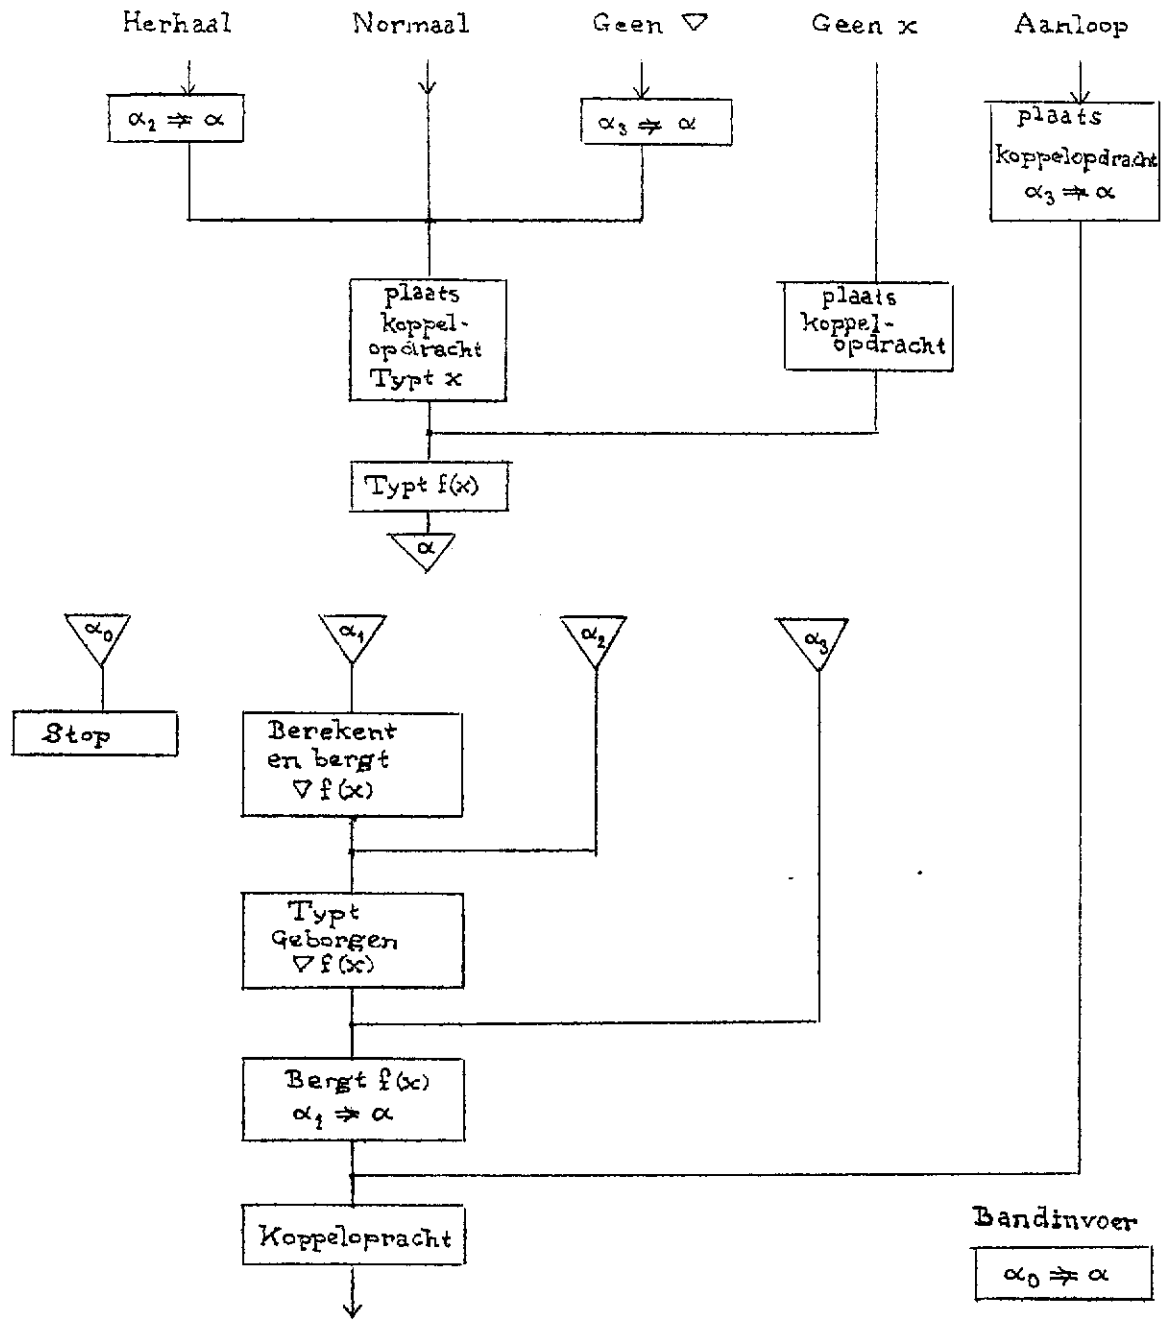 Herhaal
Normaal
Geen ∇
Geen x
Aanloop
α₂ ⇒ α
α₃ ⇒ α
plaats
koppelopdracht
α₃ ⇒ α
plaats
koppel-
opdracht
Typt x
plaats
koppel-
opdracht
Typt f(x)
α
α₀
α₁
α₂
α₃
Stop
Berekent
en bergt
∇ f(x)
Typt
Geborgen
∇ f(x)
Bergt f(x)
α₁ ⇒ α
Koppelopracht
Bandinvoer
α₀ ⇒ α